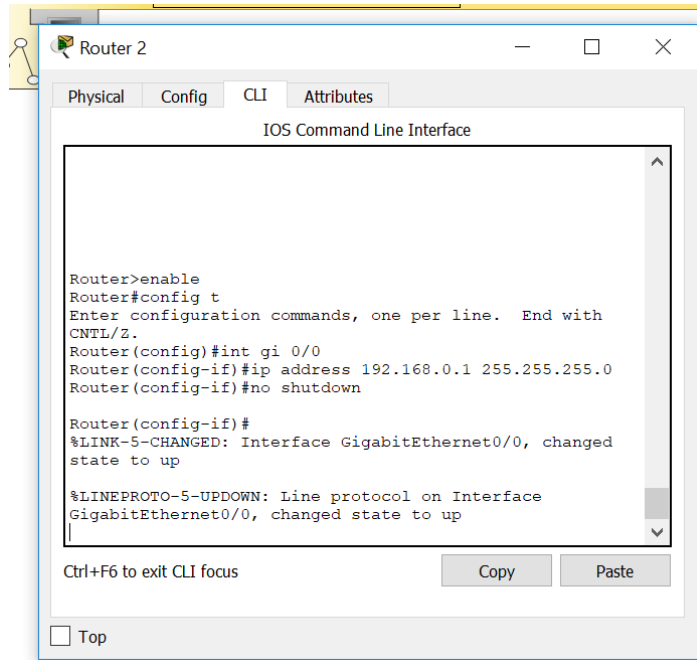 Router 2
Physical Config CLI Attributes
IOS Command Line Interface
Router>enable
Router#config t
Enter configuration commands, one per line.  End with
CNTL/Z.
Router(config)#int gi 0/0
Router(config-if)#ip address 192.168.0.1 255.255.255.0
Router(config-if)#no shutdown
Router(config-if)#
%LINK-5-CHANGED: Interface GigabitEthernet0/0, changed
state to up
%LINEPROTO-5-UPDOWN: Line protocol on Interface
GigabitEthernet0/0, changed state to up
Ctrl+F6 to exit CLI focus Copy Paste
Top